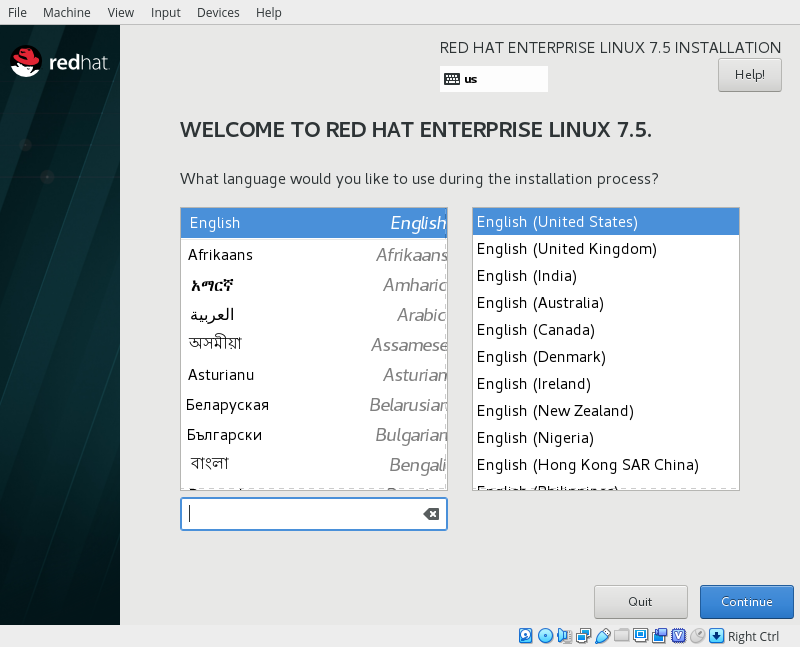 File Machine View Input Devices Help
redhat.
RED HAT ENTERPRISE LINUX 7.5 INSTALLATION
us
Help!
WELCOME TO RED HAT ENTERPRISE LINUX 7.5.
What language would you like to use during the installation process?
English English
Afrikaans Afrikaans
አማርኛ Amharic
العربية Arabic
অসমীয়া Assamese
Asturianu Asturian
Беларуская Belarusian
Български Bulgarian
বাংলা Bengali
English (United States)
English (United Kingdom)
English (India)
English (Australia)
English (Canada)
English (Denmark)
English (Ireland)
English (New Zealand)
English (Nigeria)
English (Hong Kong SAR China)
English (Philippines)
Quit
Continue
Right Ctrl